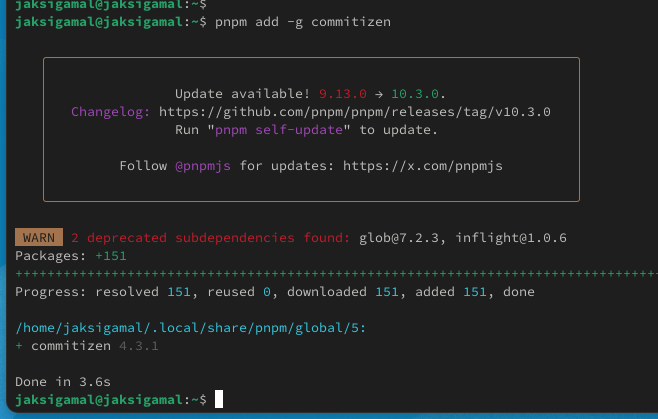 jaksigamal@jaksigamal:~$
jaksigamal@jaksigamal:~$ pnpm add -g commitizen
Update available! 9.13.0 → 10.3.0.
Changelog: https://github.com/pnpm/pnpm/releases/tag/v10.3.0
Run "pnpm self-update" to update.
Follow @pnpmjs for updates: https://x.com/pnpmjs
WARN 2 deprecated subdependencies found: glob@7.2.3, inflight@1.0.6
Packages: +151
++++++++++++++++++++++++++++++++++++++++++++++++++++++++++++++++++++++++++++++++
Progress: resolved 151, reused 0, downloaded 151, added 151, done
/home/jaksigamal/.local/share/pnpm/global/5:
+ commitizen 4.3.1
Done in 3.6s
jaksigamal@jaksigamal:~$